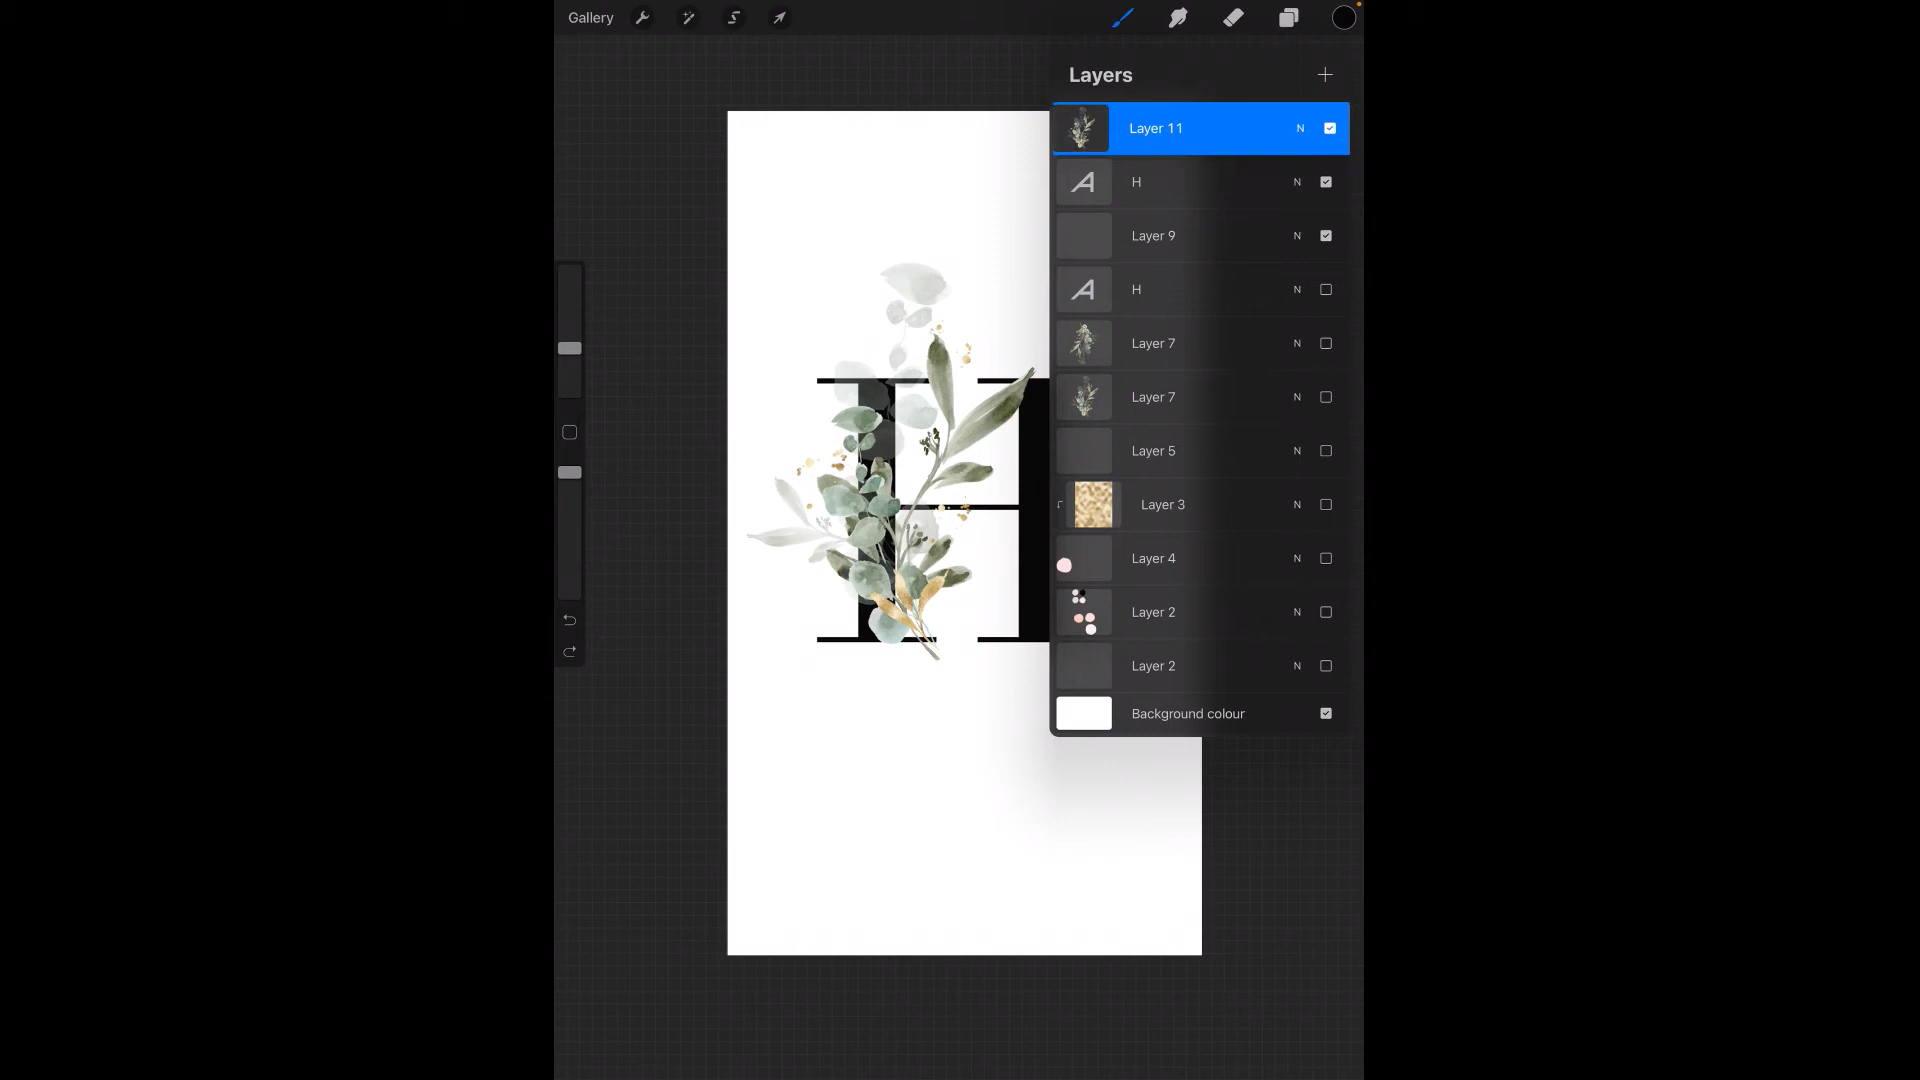 Gallery
Layers
Layer 11 N
H N
Layer 9 N
H N
Layer 7 N
Layer 7 N
Layer 5 N
Layer 3 N
Layer 4 N
Layer 2 N
Layer 2 N
Background colour
H